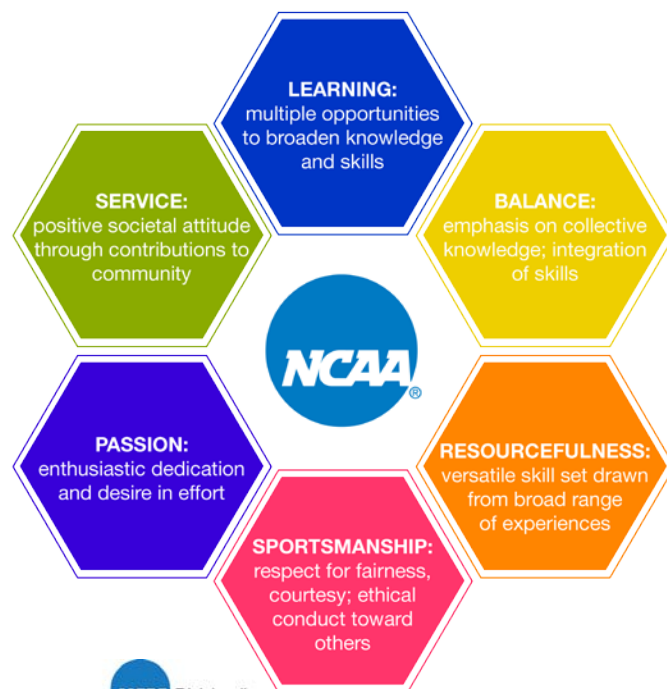 LEARNING:
multiple opportunities
to broaden knowledge
and skills
SERVICE:
positive societal attitude
through contributions to
community
BALANCE:
emphasis on collective
knowledge; integration
of skills
NCAA®
PASSION:
enthusiastic dedication
and desire in effort
RESOURCEFULNESS:
versatile skill set drawn
from broad range
of experiences
SPORTSMANSHIP:
respect for fairness,
courtesy; ethical
conduct toward
others